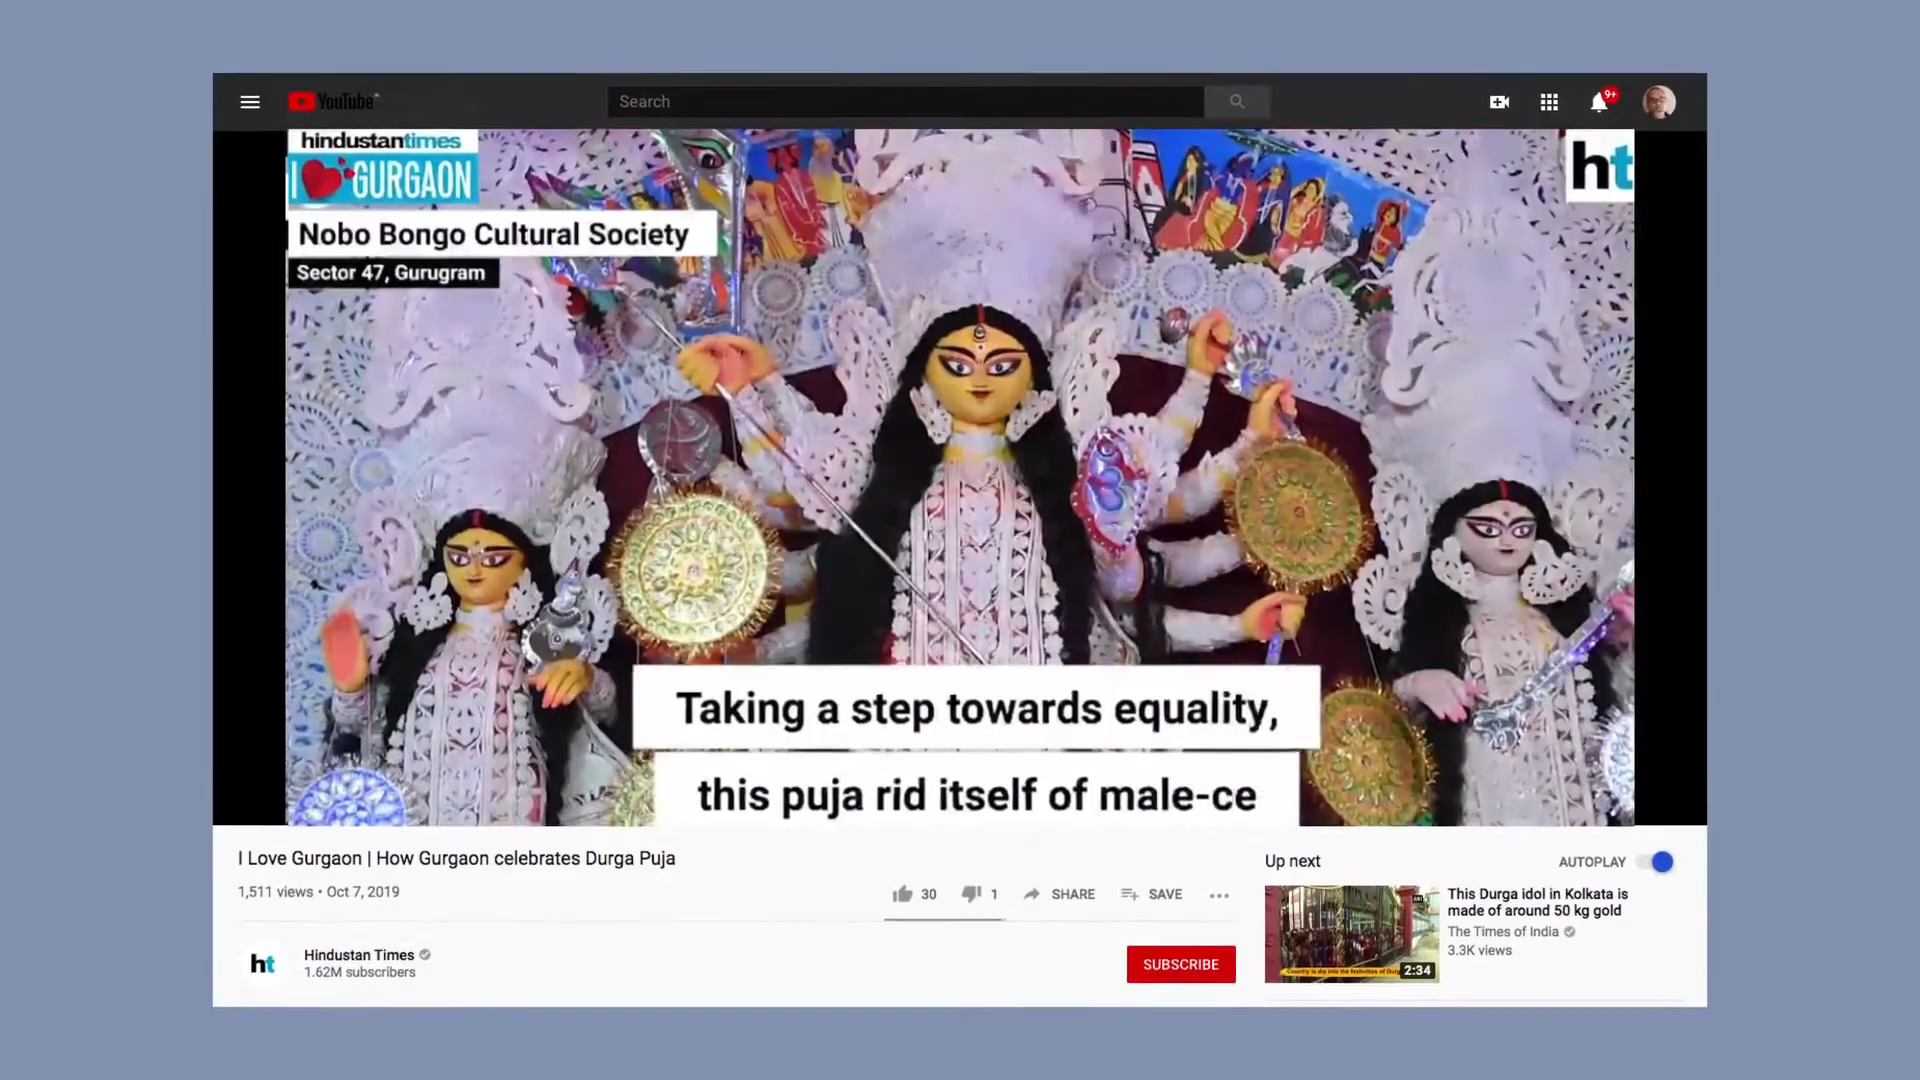 YouTube
Search
9+
hindustantimes
I GURGAON
ht
Nobo Bongo Cultural Society
Sector 47, Gurugram
Taking a step towards equality,
this puja rid itself of male-ce
I Love Gurgaon | How Gurgaon celebrates Durga Puja
1,511 views • Oct 7, 2019
30
1
SHARE
SAVE
ht
Hindustan Times
1.62M subscribers
SUBSCRIBE
Up next
AUTOPLAY
This Durga idol in Kolkata is
made of around 50 kg gold
The Times of India
3.3K views
2:34